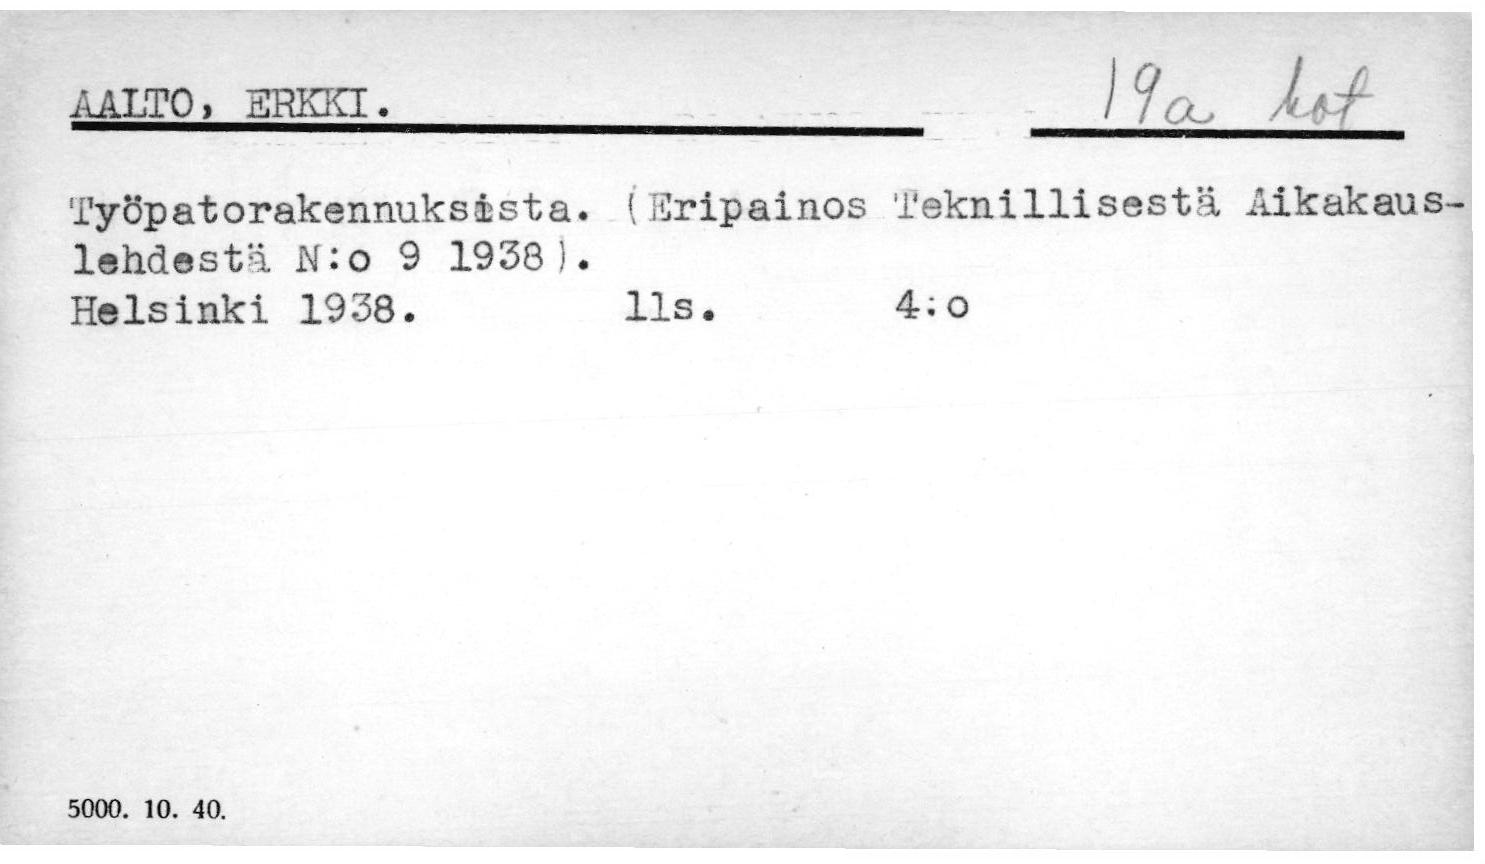 AALTO, ERKKI. 19a kot
Työpatorakennuksista. (Eripainos Teknillisestä Aikakaus-
lehdestä N:o 9 1938).
Helsinki 1938. 11s. 4:o
5000. 10. 40.